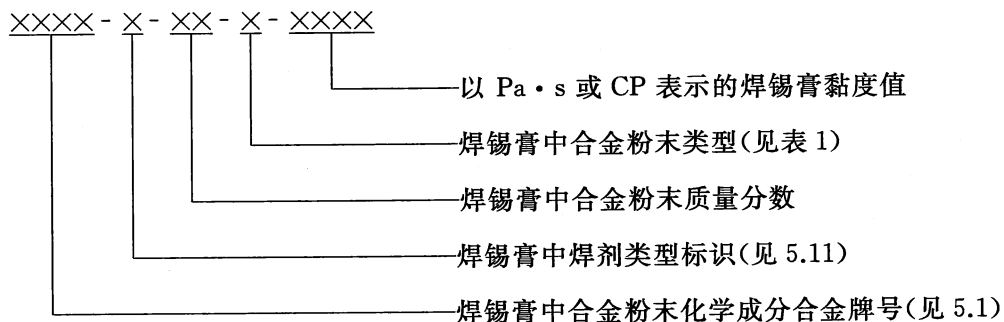 ××××-×-××-×-××××
以 Pa·s 或 CP 表示的焊锡膏黏度值
焊锡膏中合金粉末类型(见表 1)
焊锡膏中合金粉末质量分数
焊锡膏中焊剂类型标识(见 5.11)
焊锡膏中合金粉末化学成分合金牌号(见 5.1)